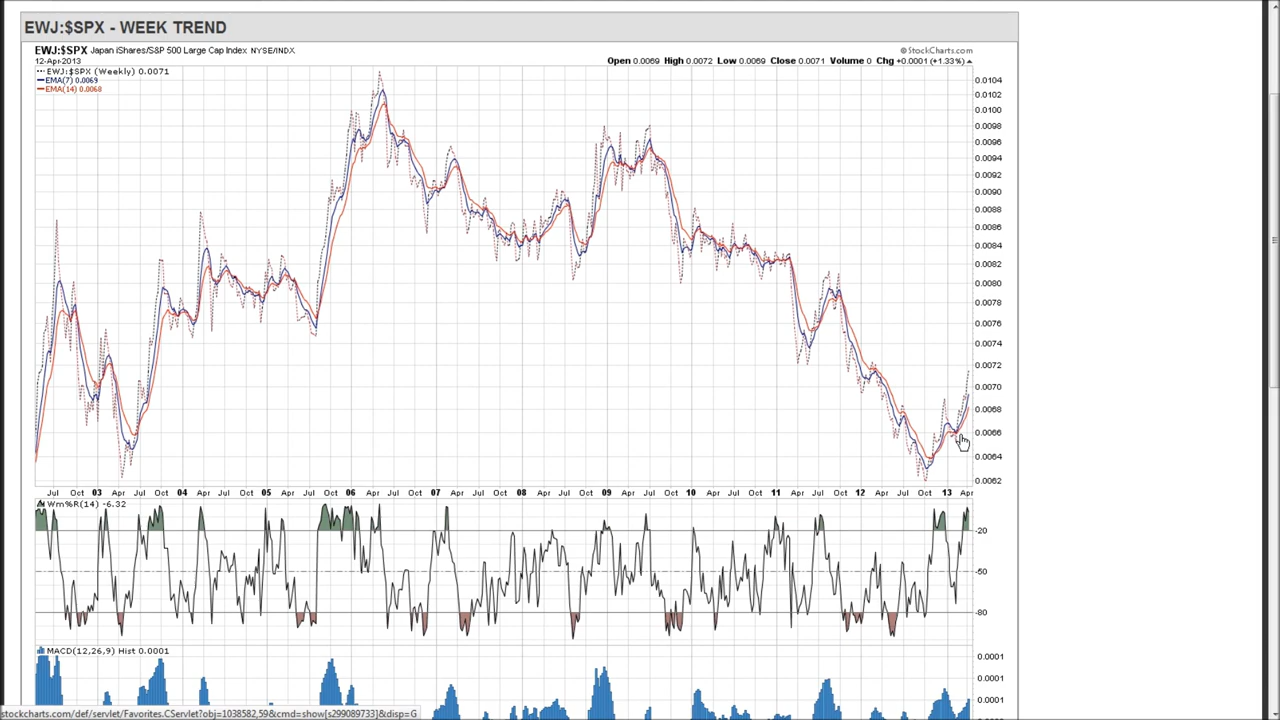 EWJ:$SPX - WEEK TREND
EWJ:$SPX Japan iShares/S&P 500 Large Cap Index NYSE/INDX
© StockCharts.com
12-Apr-2013
Open 0.0069 High 0.0072 Low 0.0069 Close 0.0071 Volume 0 Chg +0.0001 (+1.33%)
EWJ:$SPX (Weekly) 0.0071
EMA(7) 0.0069
EMA(14) 0.0068
0.0104
0.0102
0.0100
0.0098
0.0096
0.0094
0.0092
0.0090
0.0088
0.0086
0.0084
0.0082
0.0080
0.0078
0.0076
0.0074
0.0072
0.0070
0.0068
0.0066
0.0064
0.0062
Jul Oct 03 Apr Jul Oct 04 Apr Jul Oct 05 Apr Jul Oct 06 Apr Jul Oct 07 Apr Jul Oct 08 Apr Jul Oct 09 Apr Jul Oct 10 Apr Jul Oct 11 Apr Jul Oct 12 Apr Jul Oct 13 Apr
Wm%R(14) -6.32
-20
-50
-80
MACD(12,26,9) Hist 0.0001
0.0001
0.0001
0.0001
stockcharts.com/def/servlet/Favorites.CServlet?obj=1038582,59&cmd=show[s299089733]&disp=G